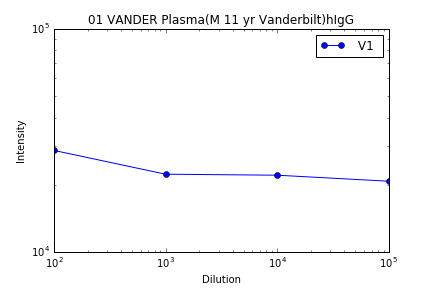 01 VANDER Plasma(M 11 yr Vanderbilt)hIgG
10^5
V1
Intensity
10^4
10^2 10^3 10^4 10^5
Dilution